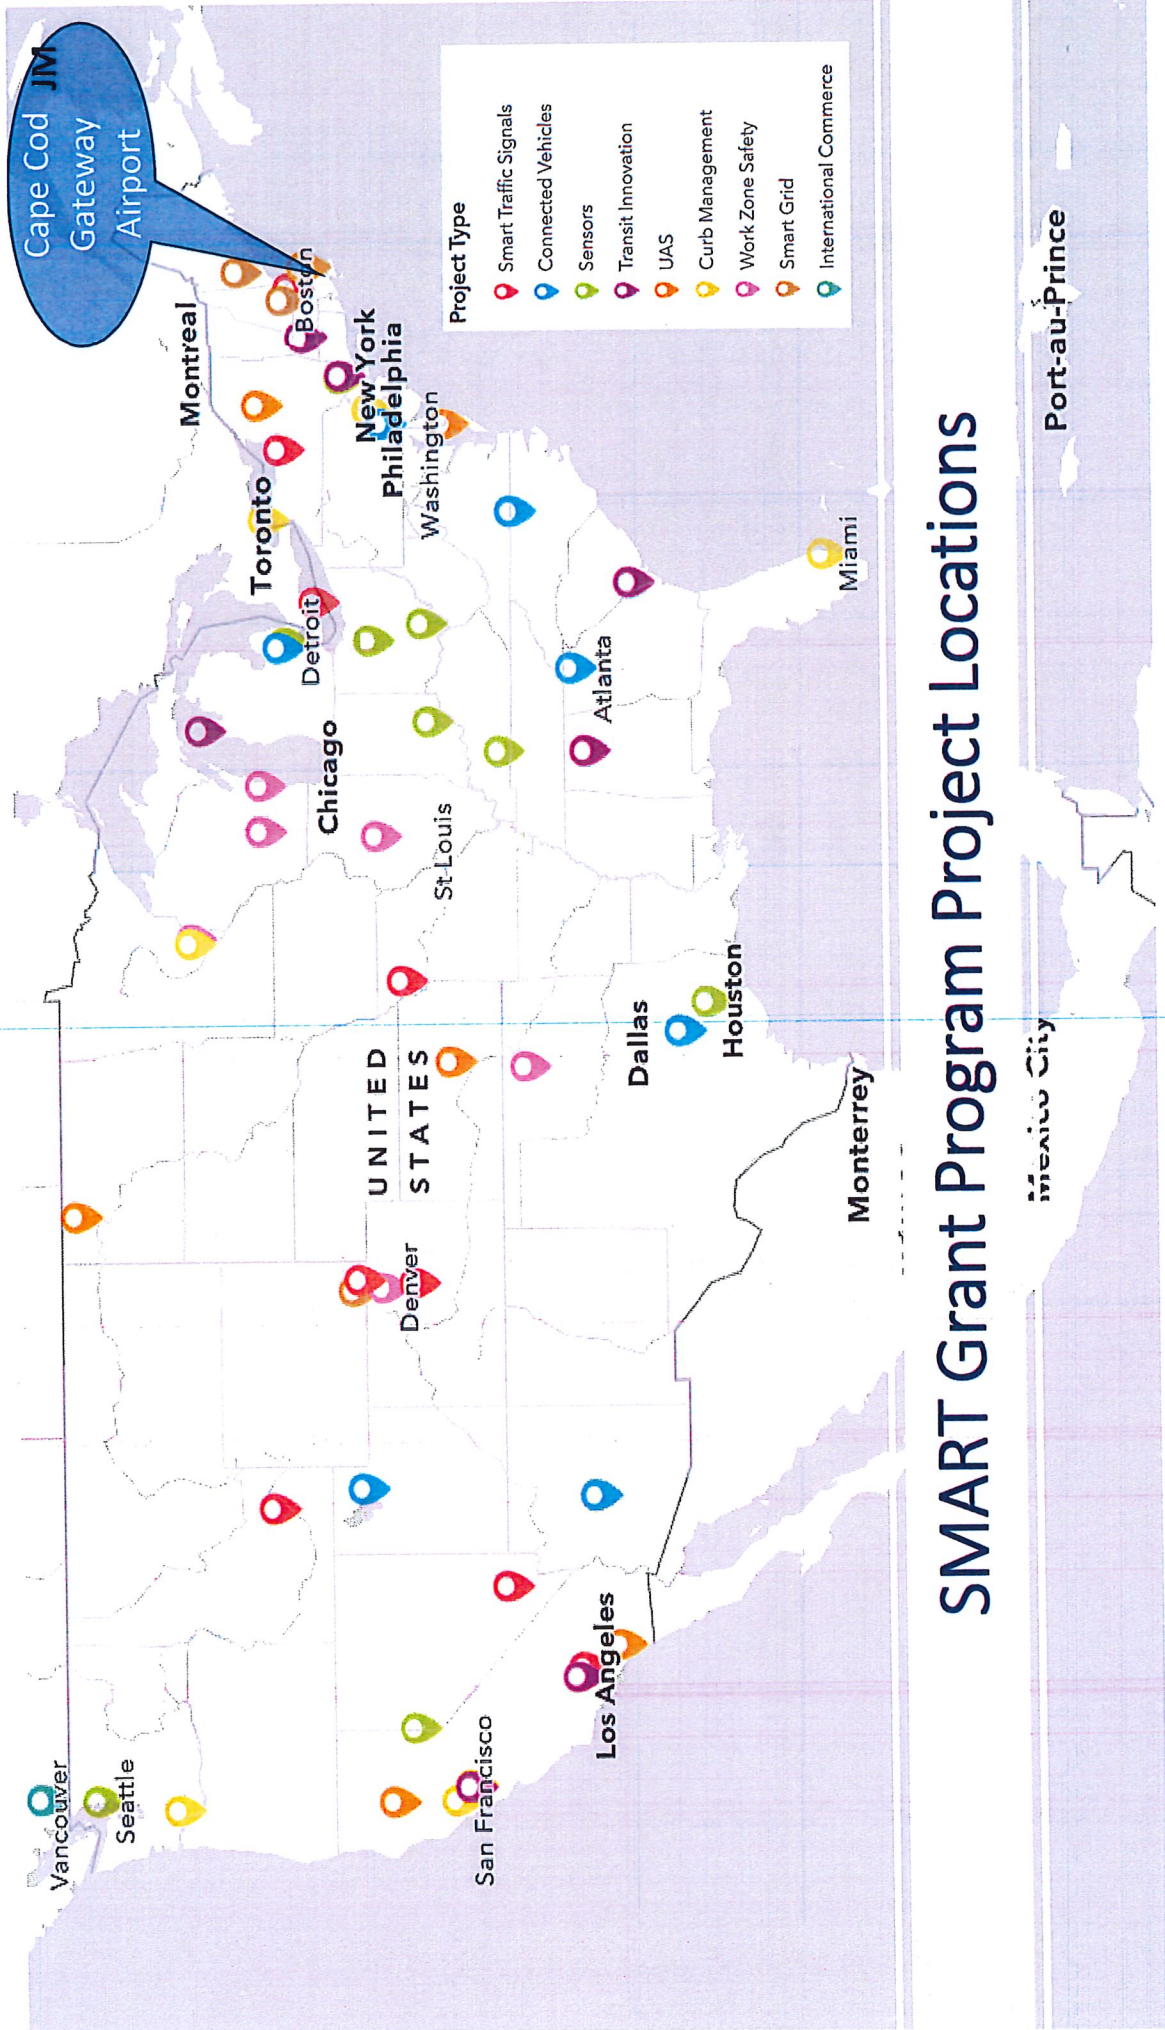 Cape Cod
Gateway
Airport
JM
Montreal
Boston
New York
Philadelphia
Washington
Toronto
Detroit
Chicago
St Louis
Atlanta
Miami
UNITED
STATES
Denver
Dallas
Houston
Monterrey
Mexico City
Port-au-Prince
Vancouver
Seattle
San Francisco
Los Angeles
Project Type
Smart Traffic Signals
Connected Vehicles
Sensors
Transit Innovation
UAS
Curb Management
Work Zone Safety
Smart Grid
International Commerce
SMART Grant Program Project Locations